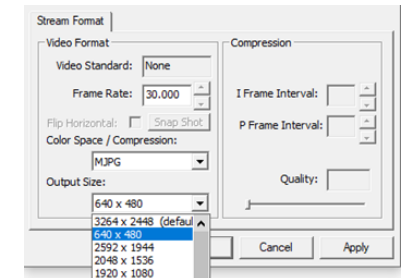 Stream Format
Video Format
Video Standard: None
Frame Rate: 30.000
Flip Horizontal: Snap Shot
Color Space / Compression:
MJPG
Output Size:
640 x 480
3264 x 2448 (defaul
640 x 480
2592 x 1944
2048 x 1536
1920 x 1080
Compression
I Frame Interval:
P Frame Interval:
Quality:
Cancel
Apply